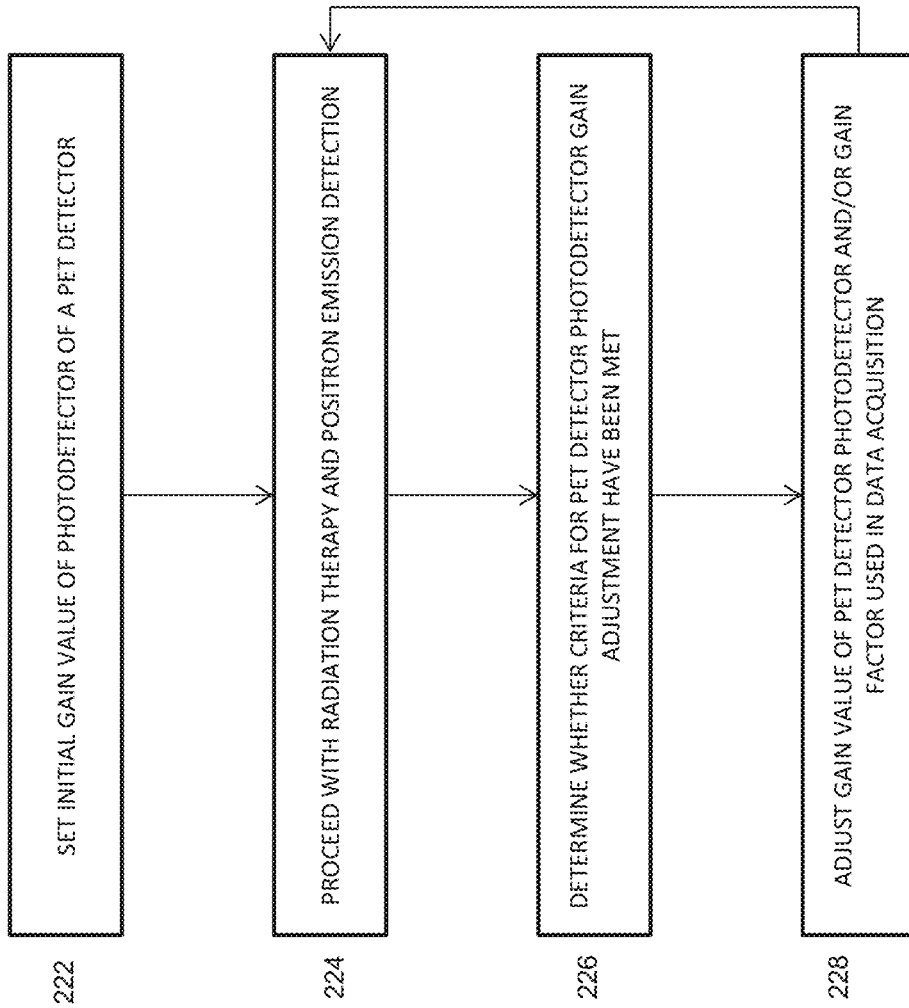 222
SET INITIAL GAIN VALUE OF PHOTODETECTOR OF A PET DETECTOR
224
PROCEED WITH RADIATION THERAPY AND POSITRON EMISSION DETECTION
226
DETERMINE WHETHER CRITERIA FOR PET DETECTOR PHOTODETECTOR GAIN
ADJUSTMENT HAVE BEEN MET
228
ADJUST GAIN VALUE OF PET DETECTOR PHOTODETECTOR AND/OR GAIN
FACTOR USED IN DATA ACQUISITION